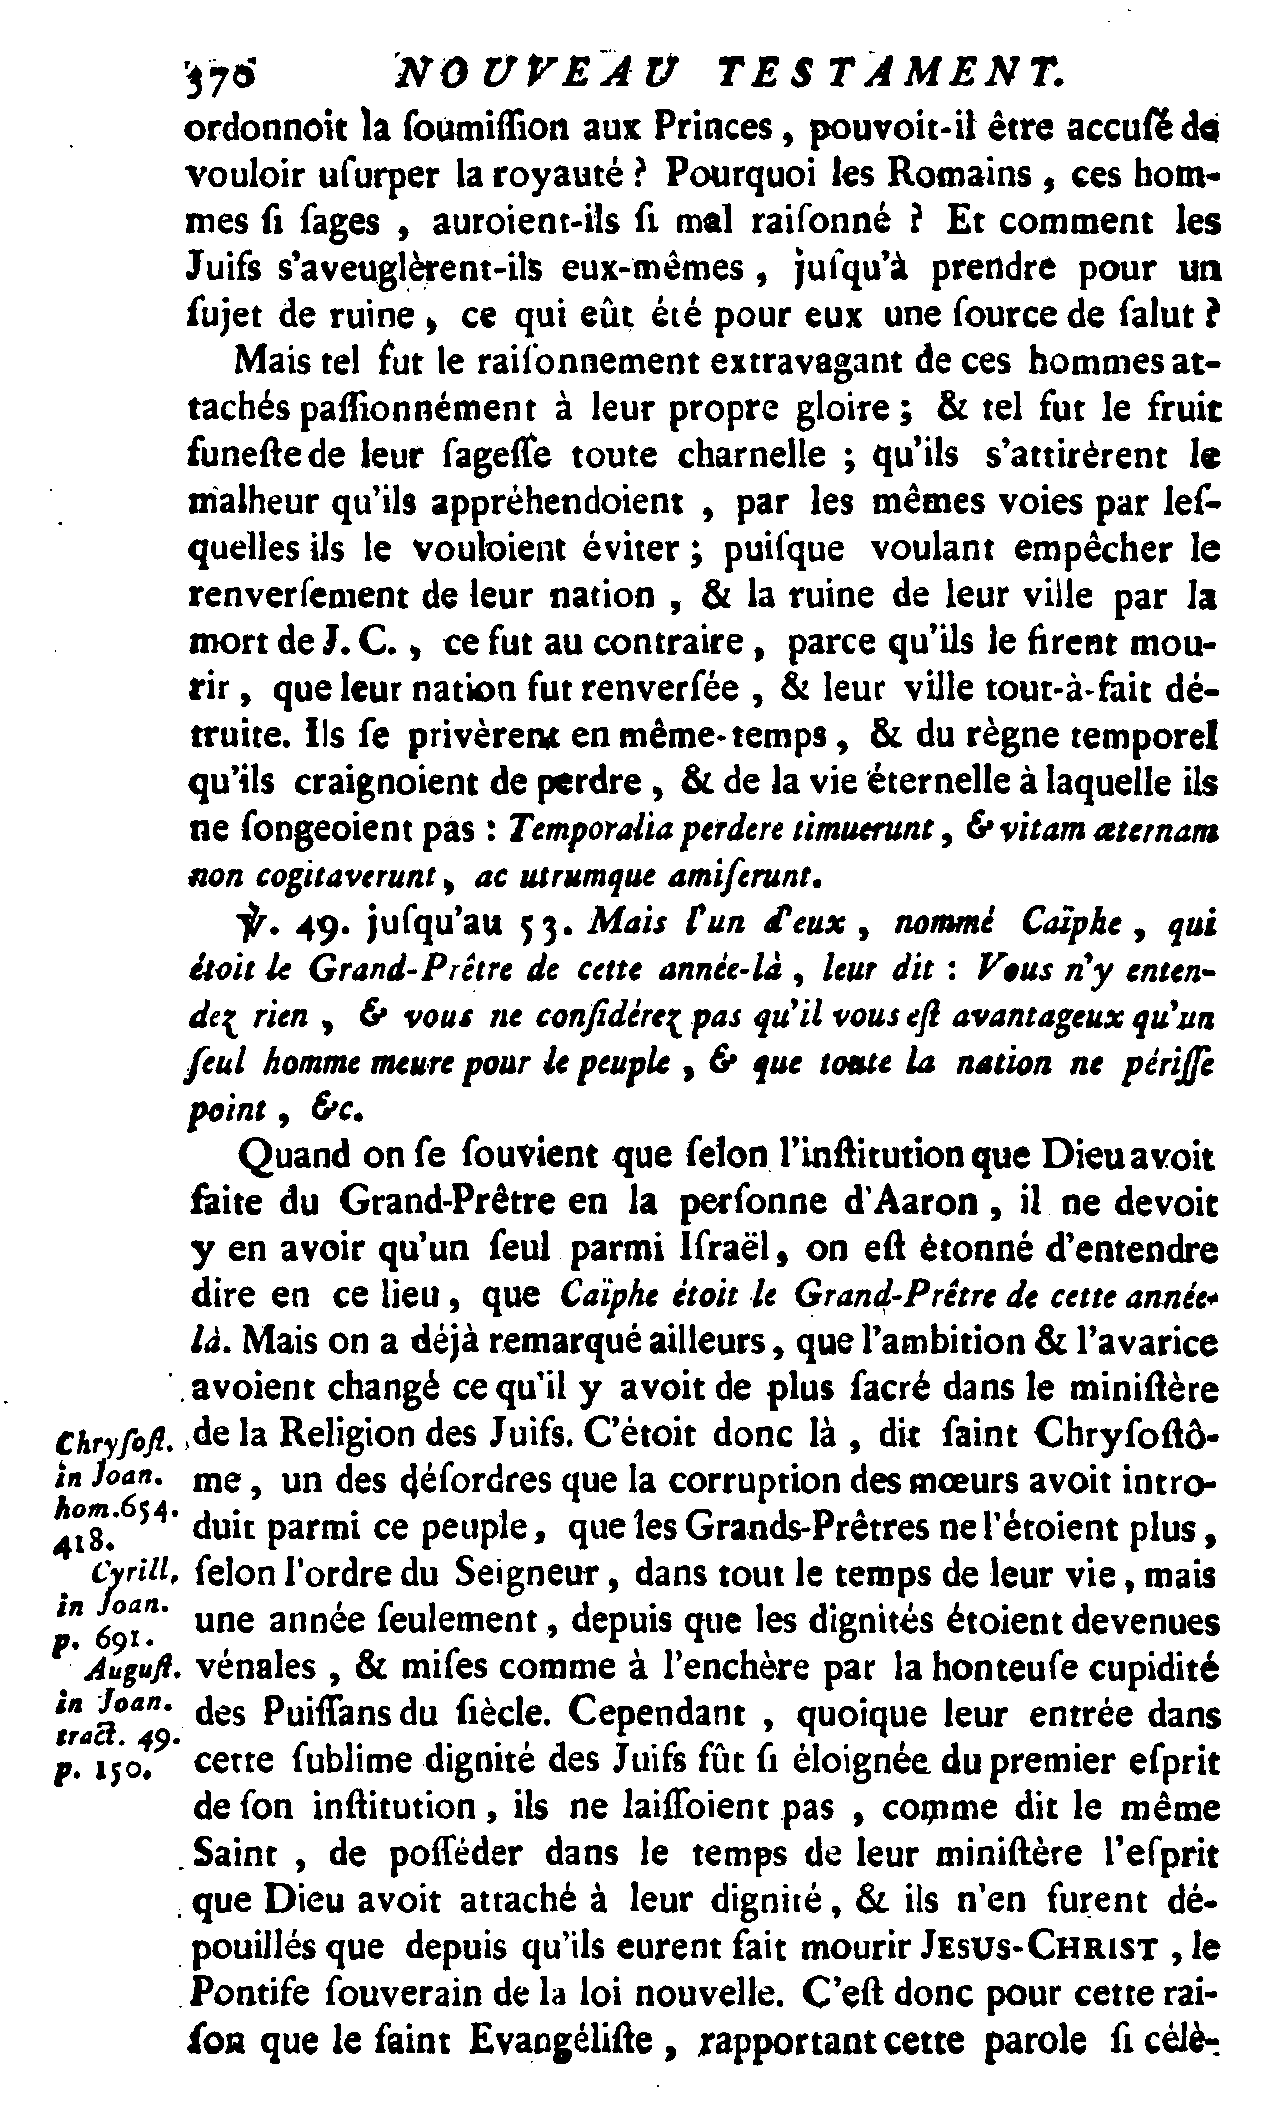 370 NOUVEAU TESTAMENT.
ordonnoit la ſoumiſſion aux Princes, pouvoit-il être accuſé de
vouloir uſurper la royauté ? Pourquoi les Romains, ces hom-
mes ſi ſages, auroient-ils ſi mal raiſonné ? Et comment les
Juifs s'aveuglèrent-ils eux-mêmes, juſqu'à prendre pour un
ſujet de ruine, ce qui eût été pour eux une ſource de ſalut ?
Mais tel fut le raiſonnement extravagant de ces hommes at-
tachés paſſionnément à leur propre gloire ; & tel fut le fruit
funeſte de leur ſageſſe toute charnelle ; qu'ils s'attirèrent le
malheur qu'ils appréhendoient, par les mêmes voies par leſ-
quelles ils le vouloient éviter ; puiſque voulant empêcher le
renverſement de leur nation, & la ruine de leur ville par la
mort de J. C., ce fut au contraire, parce qu'ils le firent mou-
rir, que leur nation fut renverſée, & leur ville tout-à-fait dé-
truite. Ils ſe privèrent en même-temps, & du règne temporel
qu'ils craignoient de perdre, & de la vie éternelle à laquelle ils
ne ſongeoient pas : Temporalia perdere timuerunt, & vitam æternam
non cogitaverunt, ac utrumque amiſerunt.
℣. 49. juſqu'au 53. Mais l'un d'eux, nommé Caïphe, qui
étoit le Grand-Prêtre de cette année-là, leur dit : Vous n'y enten-
dez rien, & vous ne conſidérez pas qu'il vous eſt avantageux qu'un
ſeul homme meure pour le peuple, & que toute la nation ne périſſe
point, &c.
Quand on ſe ſouvient que ſelon l'inſtitution que Dieu avoit
faite du Grand-Prêtre en la perſonne d'Aaron, il ne devoit
y en avoir qu'un ſeul parmi Iſraël, on eſt étonné d'entendre
dire en ce lieu, que Caïphe étoit le Grand-Prêtre de cette année-
là. Mais on a déjà remarqué ailleurs, que l'ambition & l'avarice
avoient changé ce qu'il y avoit de plus ſacré dans le miniſtère
de la Religion des Juifs. C'étoit donc là, dit ſaint Chryſoſtô-
me, un des déſordres que la corruption des mœurs avoit intro-
duit parmi ce peuple, que les Grands-Prêtres ne l'étoient plus,
ſelon l'ordre du Seigneur, dans tout le temps de leur vie, mais
une année ſeulement, depuis que les dignités étoient devenues
vénales, & miſes comme à l'enchère par la honteuſe cupidité
des Puiſſans du ſiècle. Cependant, quoique leur entrée dans
cette ſublime dignité des Juifs fût ſi éloignée du premier eſprit
de ſon inſtitution, ils ne laiſſoient pas, comme dit le même
Saint, de poſſéder dans le temps de leur miniſtère l'eſprit
que Dieu avoit attaché à leur dignité, & ils n'en furent dé-
pouillés que depuis qu'ils eurent fait mourir JESUS-CHRIST, le
Pontife ſouverain de la loi nouvelle. C'eſt donc pour cette rai-
ſon que le ſaint Evangéliſte, rapportant cette parole ſi célè-
Chryſoſt.
in Joan.
hom.654.
418.
Cyrill.
in Joan.
p. 691.
Auguſt.
in Joan.
tract. 49.
p. 150.